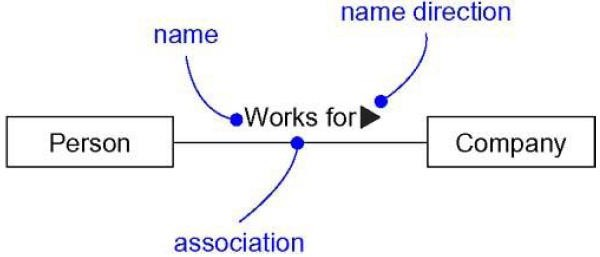 name direction
name
Works for
Person
Company
association